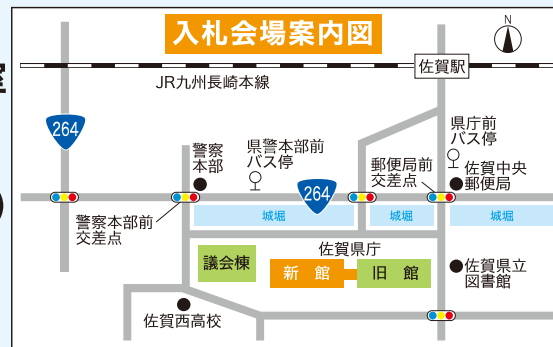 入札会場案内図
N
佐賀駅
JR九州長崎本線
264
警察
本部
県警本部前
バス停
264
郵便局前
交差点
県庁前
バス停
佐賀中央
郵便局
警察本部前
交差点
城堀
城堀
城堀
佐賀県庁
議会棟
新館
旧館
佐賀県立
図書館
佐賀西高校